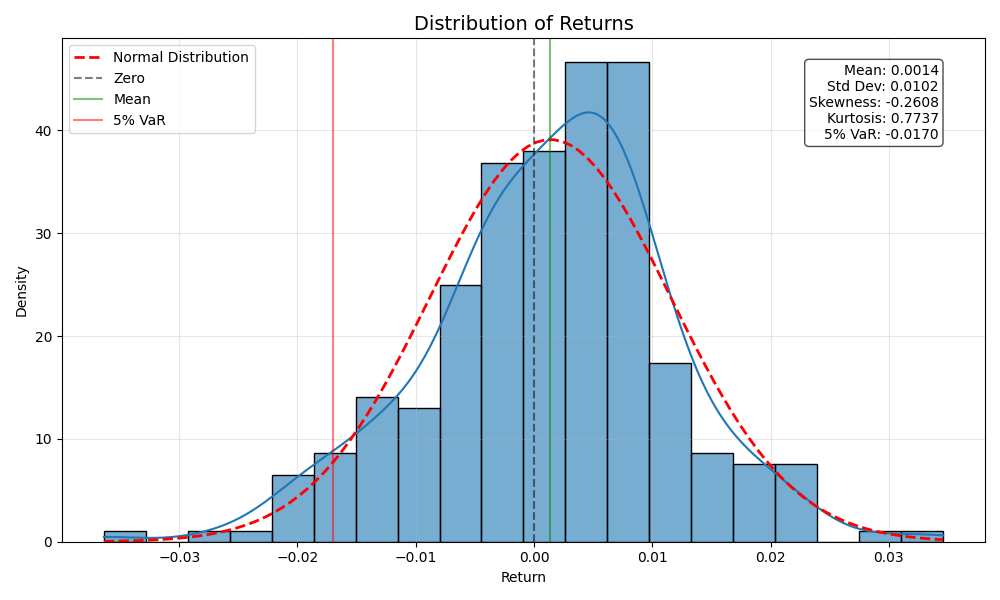 Distribution of Returns
Normal Distribution
Zero
Mean
5% VaR
Mean: 0.0014
Std Dev: 0.0102
Skewness: -0.2608
Kurtosis: 0.7737
5% VaR: -0.0170
Density
40
30
20
10
0
−0.03 −0.02 −0.01 0.00 0.01 0.02 0.03
Return